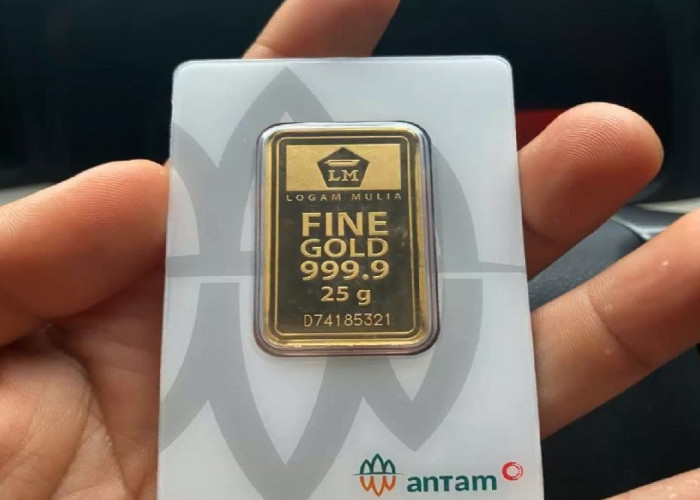 LM
LOGAM MULIA
FINE
GOLD
999.9
25 g
D74185321
antam